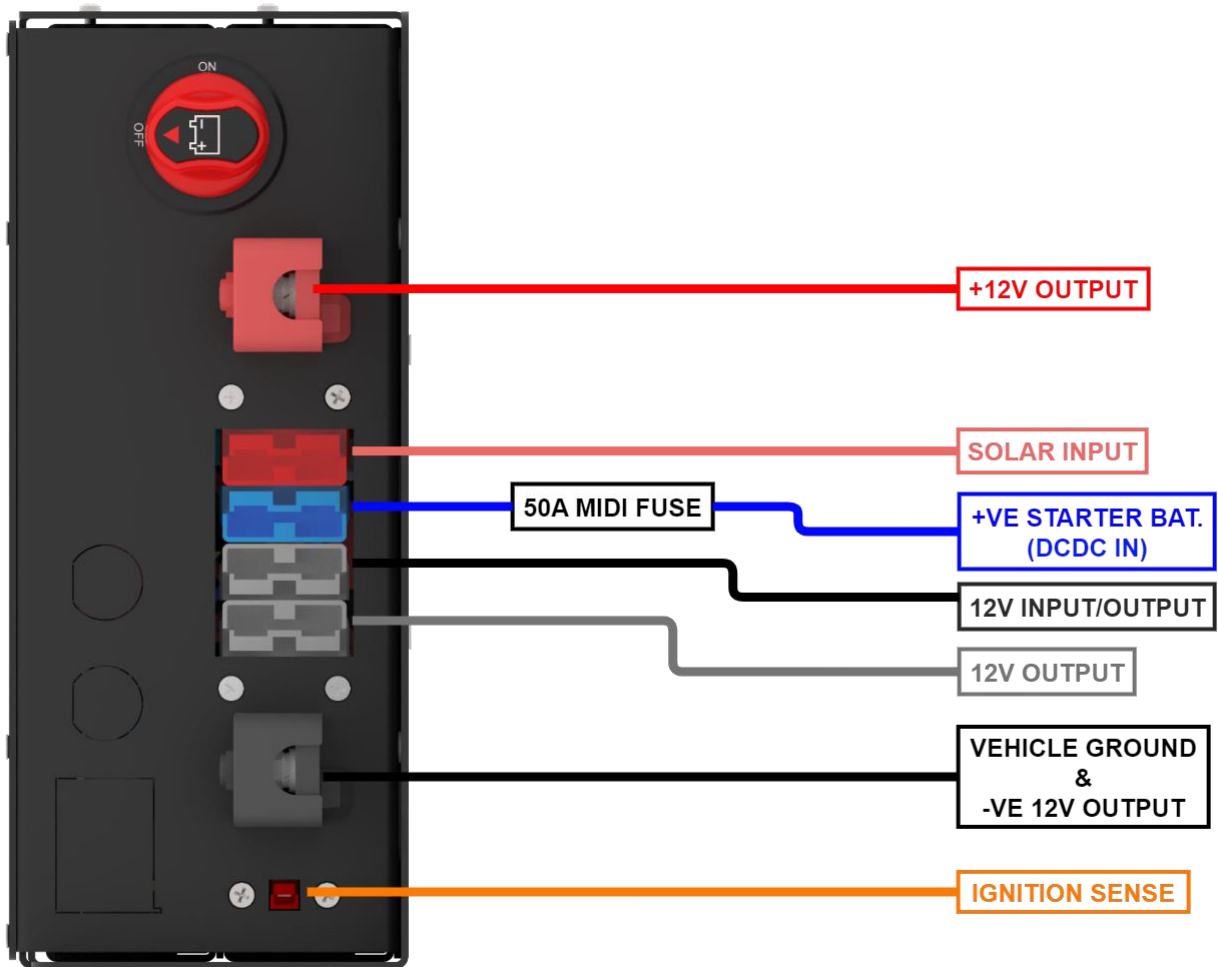 ON
OFF
+12V OUTPUT
SOLAR INPUT
50A MIDI FUSE
+VE STARTER BAT.
(DCDC IN)
12V INPUT/OUTPUT
12V OUTPUT
VEHICLE GROUND
&
-VE 12V OUTPUT
IGNITION SENSE